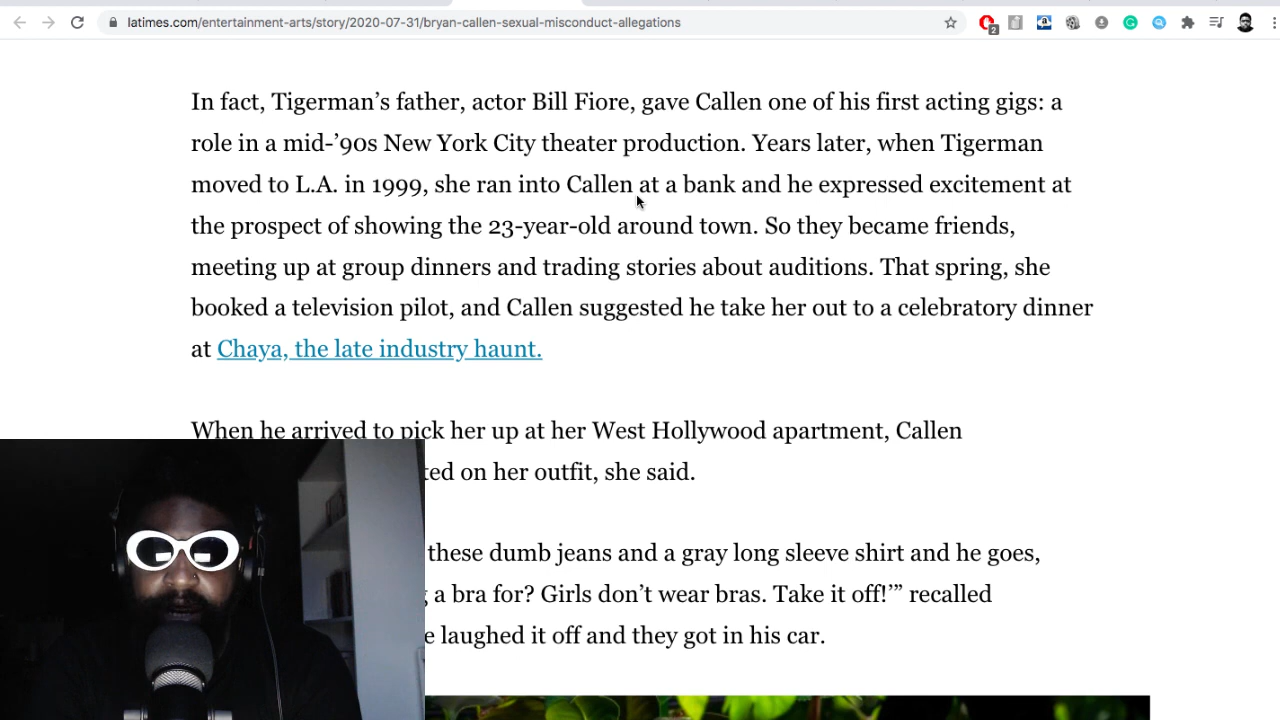 latimes.com/entertainment-arts/story/2020-07-31/bryan-callen-sexual-misconduct-allegations
2
In fact, Tigerman’s father, actor Bill Fiore, gave Callen one of his first acting gigs: a
role in a mid-’90s New York City theater production. Years later, when Tigerman
moved to L.A. in 1999, she ran into Callen at a bank and he expressed excitement at
the prospect of showing the 23-year-old around town. So they became friends,
meeting up at group dinners and trading stories about auditions. That spring, she
booked a television pilot, and Callen suggested he take her out to a celebratory dinner
at Chaya, the late industry haunt.
When he arrived to pick her up at her West Hollywood apartment, Callen
on her outfit, she said.
these dumb jeans and a gray long sleeve shirt and he goes,
a bra for? Girls don’t wear bras. Take it off!’” recalled
laughed it off and they got in his car.